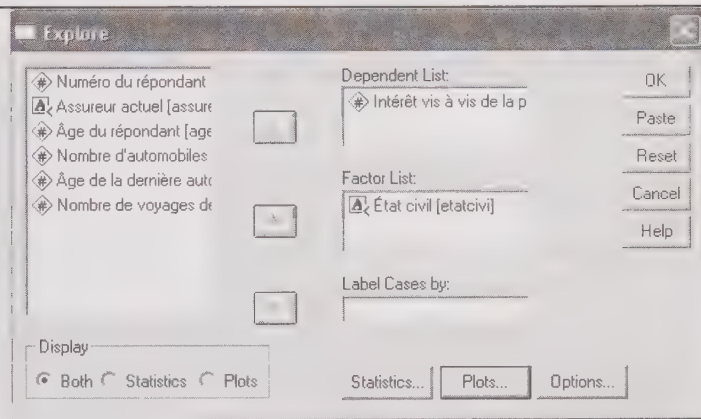 Explore
Numéro du répondant
Assureur actuel [assure
Âge du répondant [age
Nombre d'automobiles
Âge de la dernière auto
Nombre de voyages de
Dependent List:
Intérêt vis à vis de la p
Factor List:
État civil [etatcivi]
Label Cases by:
OK
Paste
Reset
Cancel
Help
Display
Both
Statistics
Plots
Statistics...
Plots...
Options...